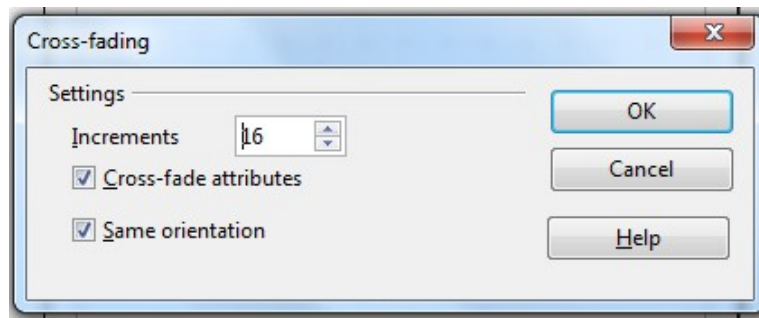 Cross-fading
Settings
OK
Increments 16
Cross-fade attributes
Cancel
Same orientation
Help